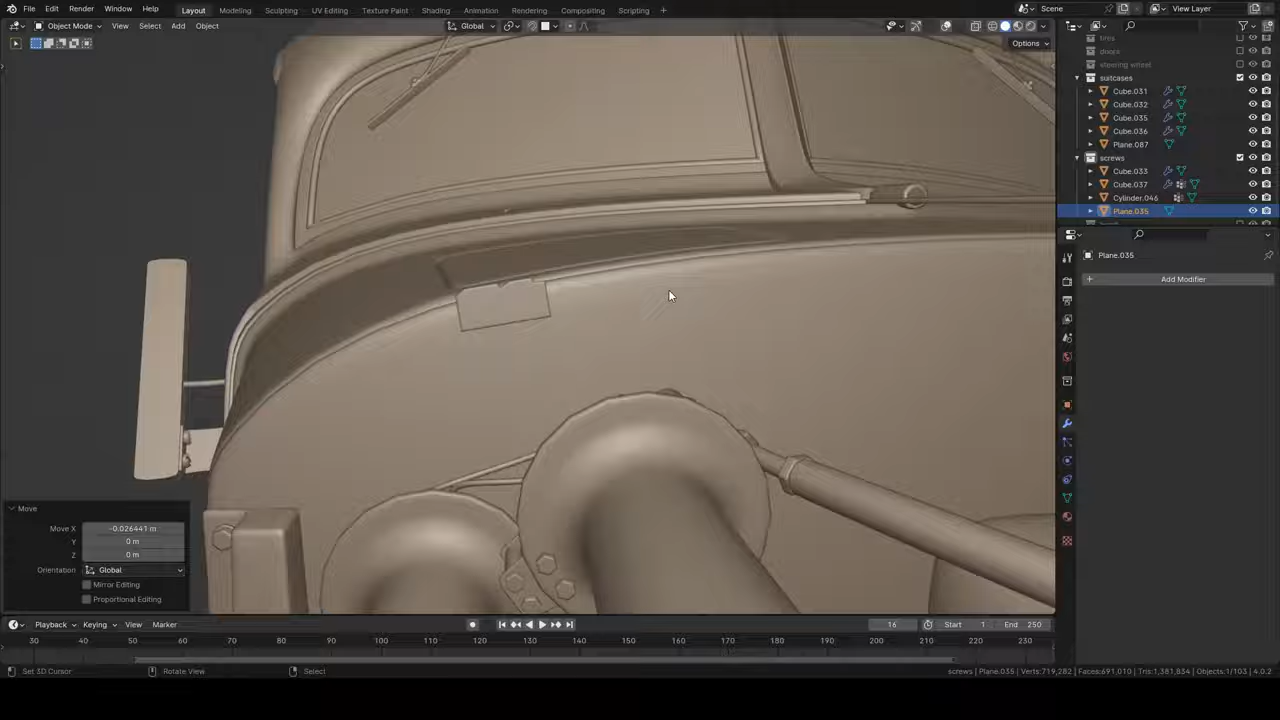 File Edit Render Window Help Layout Modeling Sculpting UV Editing Texture Paint Shading Animation Rendering Compositing Scripting Scene View Layer
Object Mode View Select Add Object Global
Options
tires
doors
steering wheel
suitcases
Cube.031
Cube.032
Cube.035
Cube.036
Plane.087
screws
Cube.033
Cube.037
Cylinder.046
Plane.035
Plane.035
Add Modifier
Move
Move X -0.026441 m
Y 0 m
Z 0 m
Orientation Global
Mirror Editing
Proportional Editing
Playback Keying View Marker 16 Start 1 End 250
30 40 50 60 70 80 90 100 110 120 130 140 150 160 170 180 190 200 210 220 230
Set 3D Cursor Rotate View Select screws | Plane.035 | Verts:719,282 | Faces:691,010 | Tris:1,381,834 | Objects:1/103 | 4.0.2